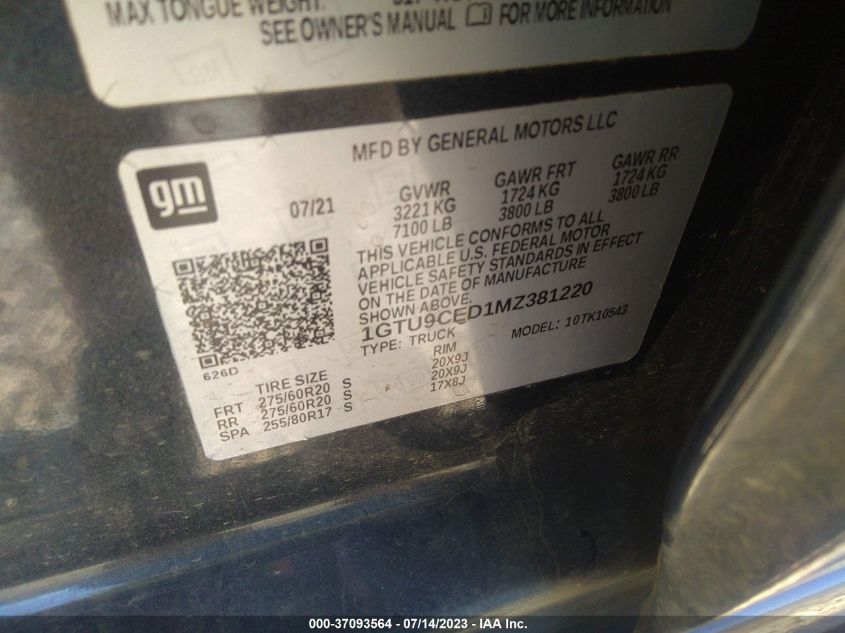 MAX TONGUE WEIGHT:
SEE OWNER'S MANUAL FOR MORE INFORMATION
MFD BY GENERAL MOTORS LLC
gm
07/21
GVWR GAWR FRT GAWR RR
3221 KG 1724 KG 1724 KG
7100 LB 3800 LB 3800 LB
THIS VEHICLE CONFORMS TO ALL
APPLICABLE U.S. FEDERAL MOTOR
VEHICLE SAFETY STANDARDS IN EFFECT
ON THE DATE OF MANUFACTURE
SHOWN ABOVE.
1GTU9CED1MZ381220
TYPE: TRUCK MODEL: 10TK10543
626D
TIRE SIZE RIM
FRT 275/60R20 S 20X9J
RR 275/60R20 S 20X9J
SPA 255/80R17 S 17X8J
000-37093564 / 07/14/2023 - IAA Inc.